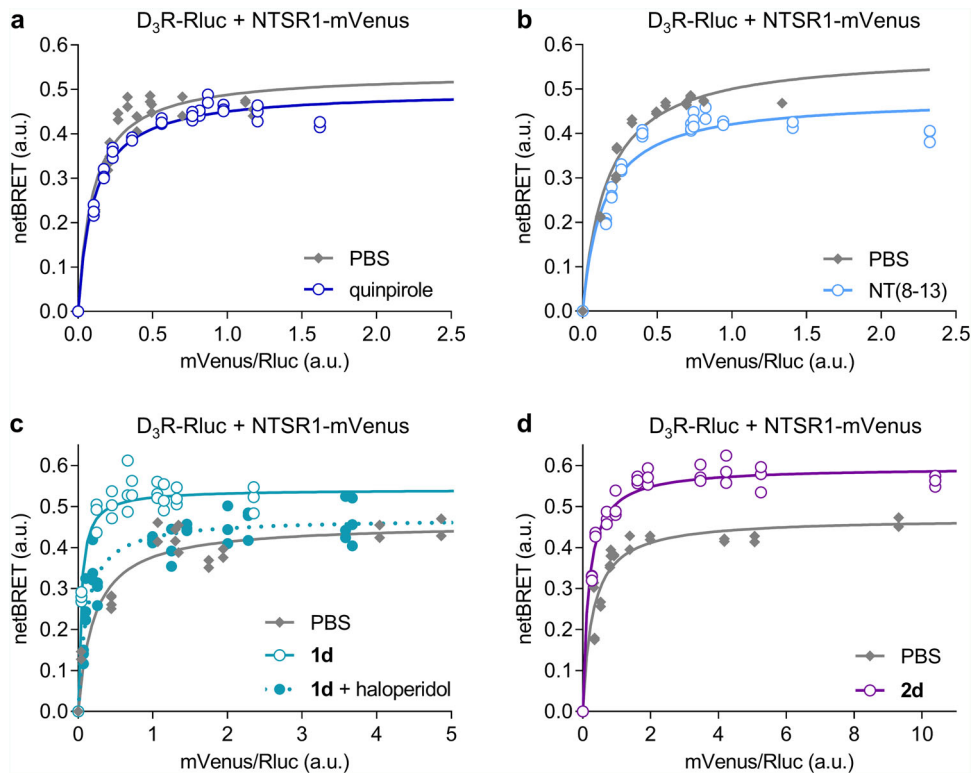 a
D₃R-Rluc + NTSR1-mVenus
netBRET (a.u.)
0.6
0.5
0.4
0.3
0.2
0.1
0.0
PBS
quinpirole
0.0 0.5 1.0 1.5 2.0 2.5
mVenus/Rluc (a.u.)
b
D₃R-Rluc + NTSR1-mVenus
netBRET (a.u.)
0.6
0.5
0.4
0.3
0.2
0.1
0.0
PBS
NT(8-13)
0.0 0.5 1.0 1.5 2.0 2.5
mVenus/Rluc (a.u.)
c
D₃R-Rluc + NTSR1-mVenus
netBRET (a.u.)
0.7
0.6
0.5
0.4
0.3
0.2
0.1
0.0
PBS
1d
1d + haloperidol
0 1 2 3 4 5
mVenus/Rluc (a.u.)
d
D₃R-Rluc + NTSR1-mVenus
netBRET (a.u.)
0.7
0.6
0.5
0.4
0.3
0.2
0.1
0.0
PBS
2d
0 2 4 6 8 10
mVenus/Rluc (a.u.)